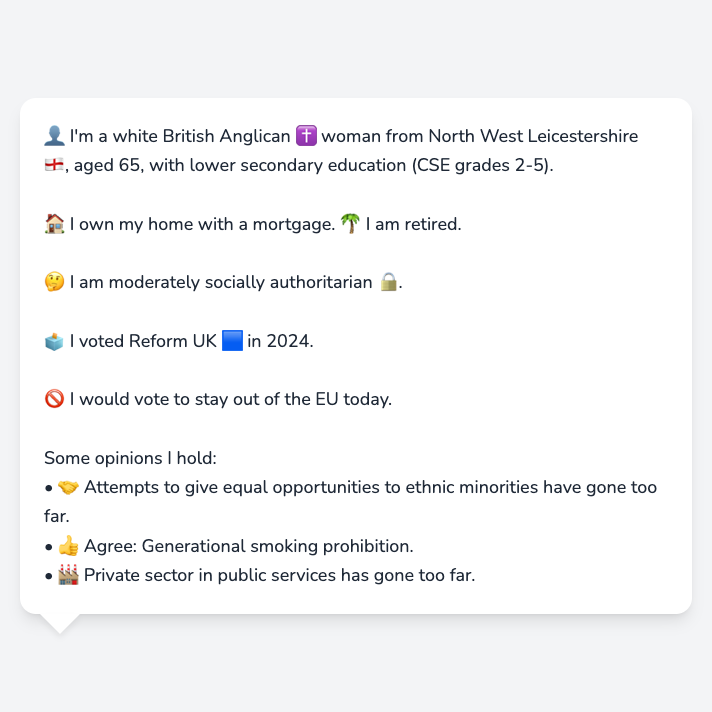 👤 I'm a white British Anglican ✝️ woman from North West Leicestershire
🏴󠁧󠁢󠁥󠁮󠁧󠁿, aged 65, with lower secondary education (CSE grades 2-5).
🏠 I own my home with a mortgage. 🌴 I am retired.
🤔 I am moderately socially authoritarian 🔒.
🗳️ I voted Reform UK 🟦 in 2024.
🚫 I would vote to stay out of the EU today.
Some opinions I hold:
• 🤝 Attempts to give equal opportunities to ethnic minorities have gone too
far.
• 👍 Agree: Generational smoking prohibition.
• 🏭 Private sector in public services has gone too far.